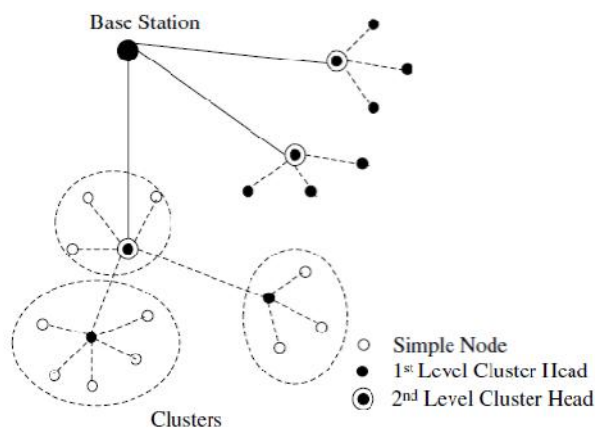 Base Station
Simple Node
1st Level Cluster Head
2nd Level Cluster Head
Clusters